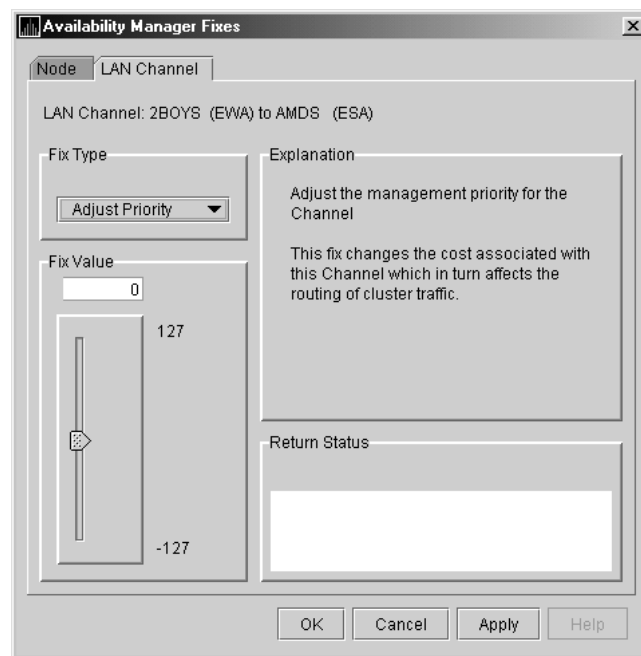 Availability Manager Fixes
Node
LAN Channel
LAN Channel: 2BOYS (EWA) to AMDS (ESA)
Fix Type
Adjust Priority
Fix Value
0
127
-127
Explanation
Adjust the management priority for the
Channel
This fix changes the cost associated with
this Channel which in turn affects the
routing of cluster traffic.
Return Status
OK
Cancel
Apply
Help